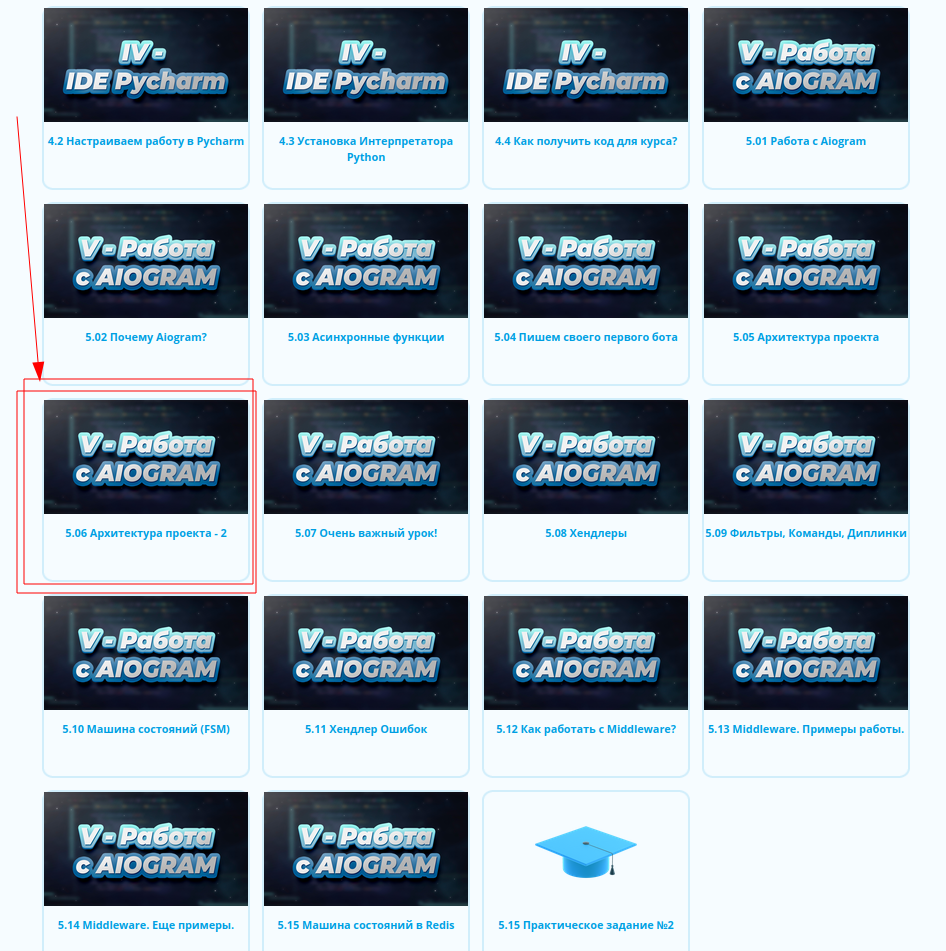 IV -
IDE Pycharm
4.2 Настраиваем работу в Pycharm
IV -
IDE Pycharm
4.3 Установка Интерпретатора
Python
IV -
IDE Pycharm
4.4 Как получить код для курса?
V - Работа
с AIOGRAM
5.01 Работа с Aiogram
V - Работа
с AIOGRAM
5.02 Почему Aiogram?
V - Работа
с AIOGRAM
5.03 Асинхронные функции
V - Работа
с AIOGRAM
5.04 Пишем своего первого бота
V - Работа
с AIOGRAM
5.05 Архитектура проекта
V - Работа
с AIOGRAM
5.06 Архитектура проекта - 2
V - Работа
с AIOGRAM
5.07 Очень важный урок!
V - Работа
с AIOGRAM
5.08 Хендлеры
V - Работа
с AIOGRAM
5.09 Фильтры, Команды, Диплинки
V - Работа
с AIOGRAM
5.10 Машина состояний (FSM)
V - Работа
с AIOGRAM
5.11 Хендлер Ошибок
V - Работа
с AIOGRAM
5.12 Как работать с Middleware?
V - Работа
с AIOGRAM
5.13 Middleware. Примеры работы.
V - Работа
с AIOGRAM
5.14 Middleware. Еще примеры.
V - Работа
с AIOGRAM
5.15 Машина состояний в Redis
5.15 Практическое задание №2